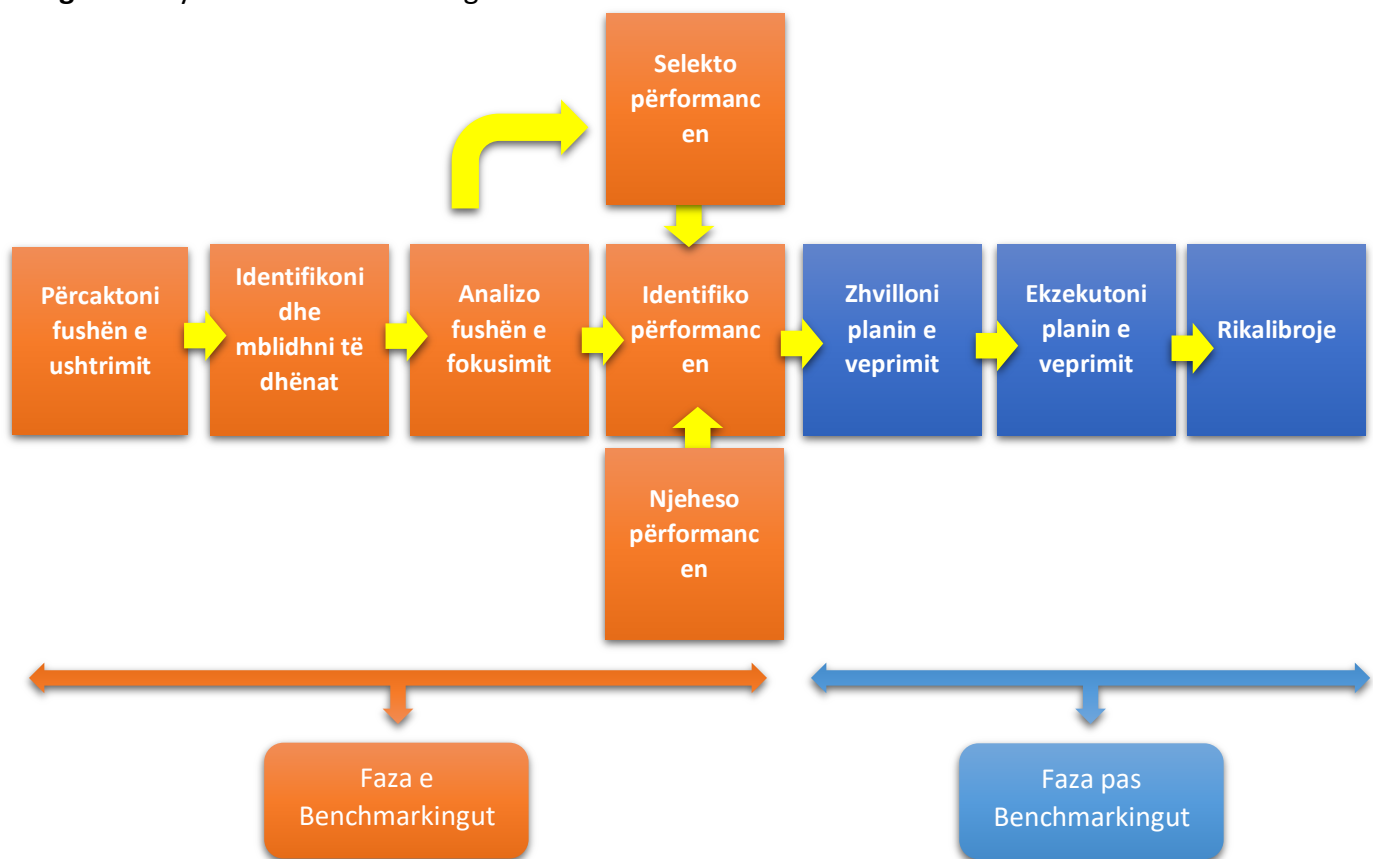 Selekto
përformanc
en
Përcaktoni
fushën e
ushtrimit
Identifikoni
dhe
mblidhni të
dhënat
Analizo
fushën e
fokusimit
Identifiko
përformanc
en
Zhvilloni
planin e
veprimit
Ekzekutoni
planin e
veprimit
Rikalibroje
Njeheso
përformanc
en
Faza e
Benchmarkingut
Faza pas
Benchmarkingut